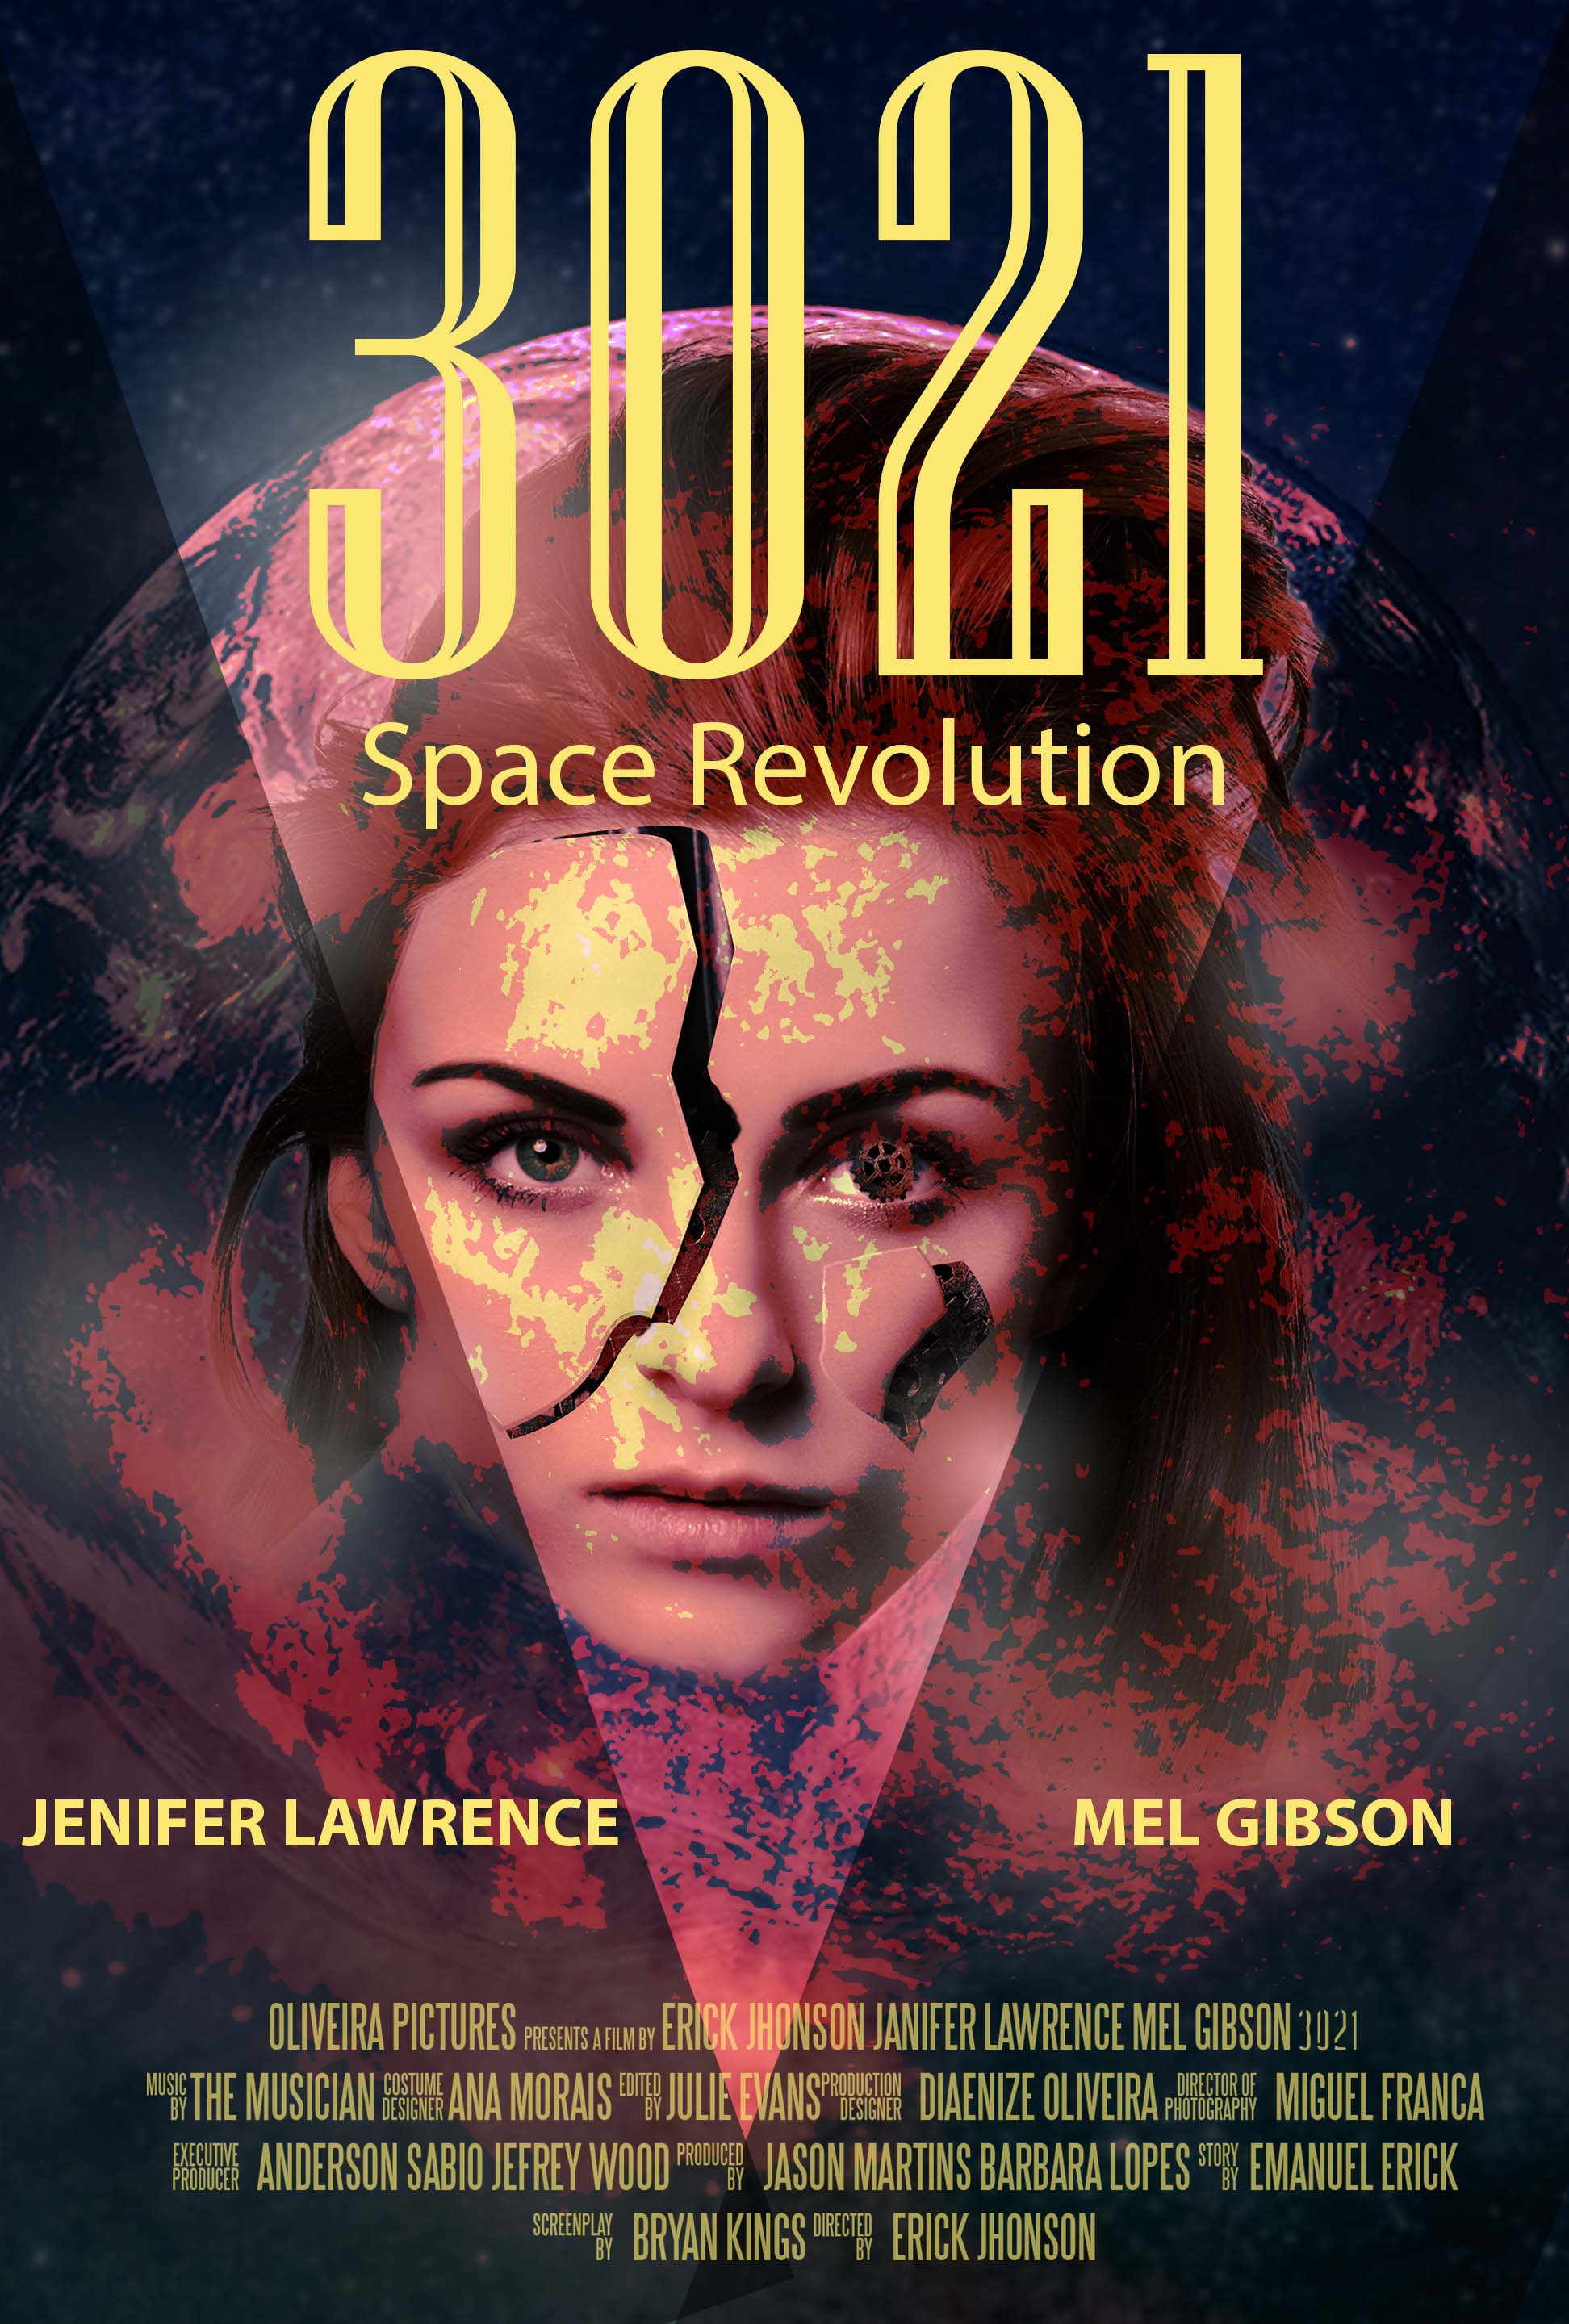 3021
Space Revolution
JENIFER LAWRENCE
MEL GIBSON
OLIVEIRA PICTURES PRESENTS A FILM BY ERICK JHONSON JANIFER LAWRENCE MEL GIBSON 3021
MUSIC BY THE MUSICIAN COSTUME DESIGNER ANA MORAIS EDITED BY JULIE EVANS PRODUCTION DESIGNER DIAENIZE OLIVEIRA DIRECTOR OF PHOTOGRAPHY MIGUEL FRANCA
EXECUTIVE PRODUCER ANDERSON SABIO JEFREY WOOD PRODUCED BY JASON MARTINS BARBARA LOPES STORY BY EMANUEL ERICK
SCREENPLAY BY BRYAN KINGS DIRECTED BY ERICK JHONSON